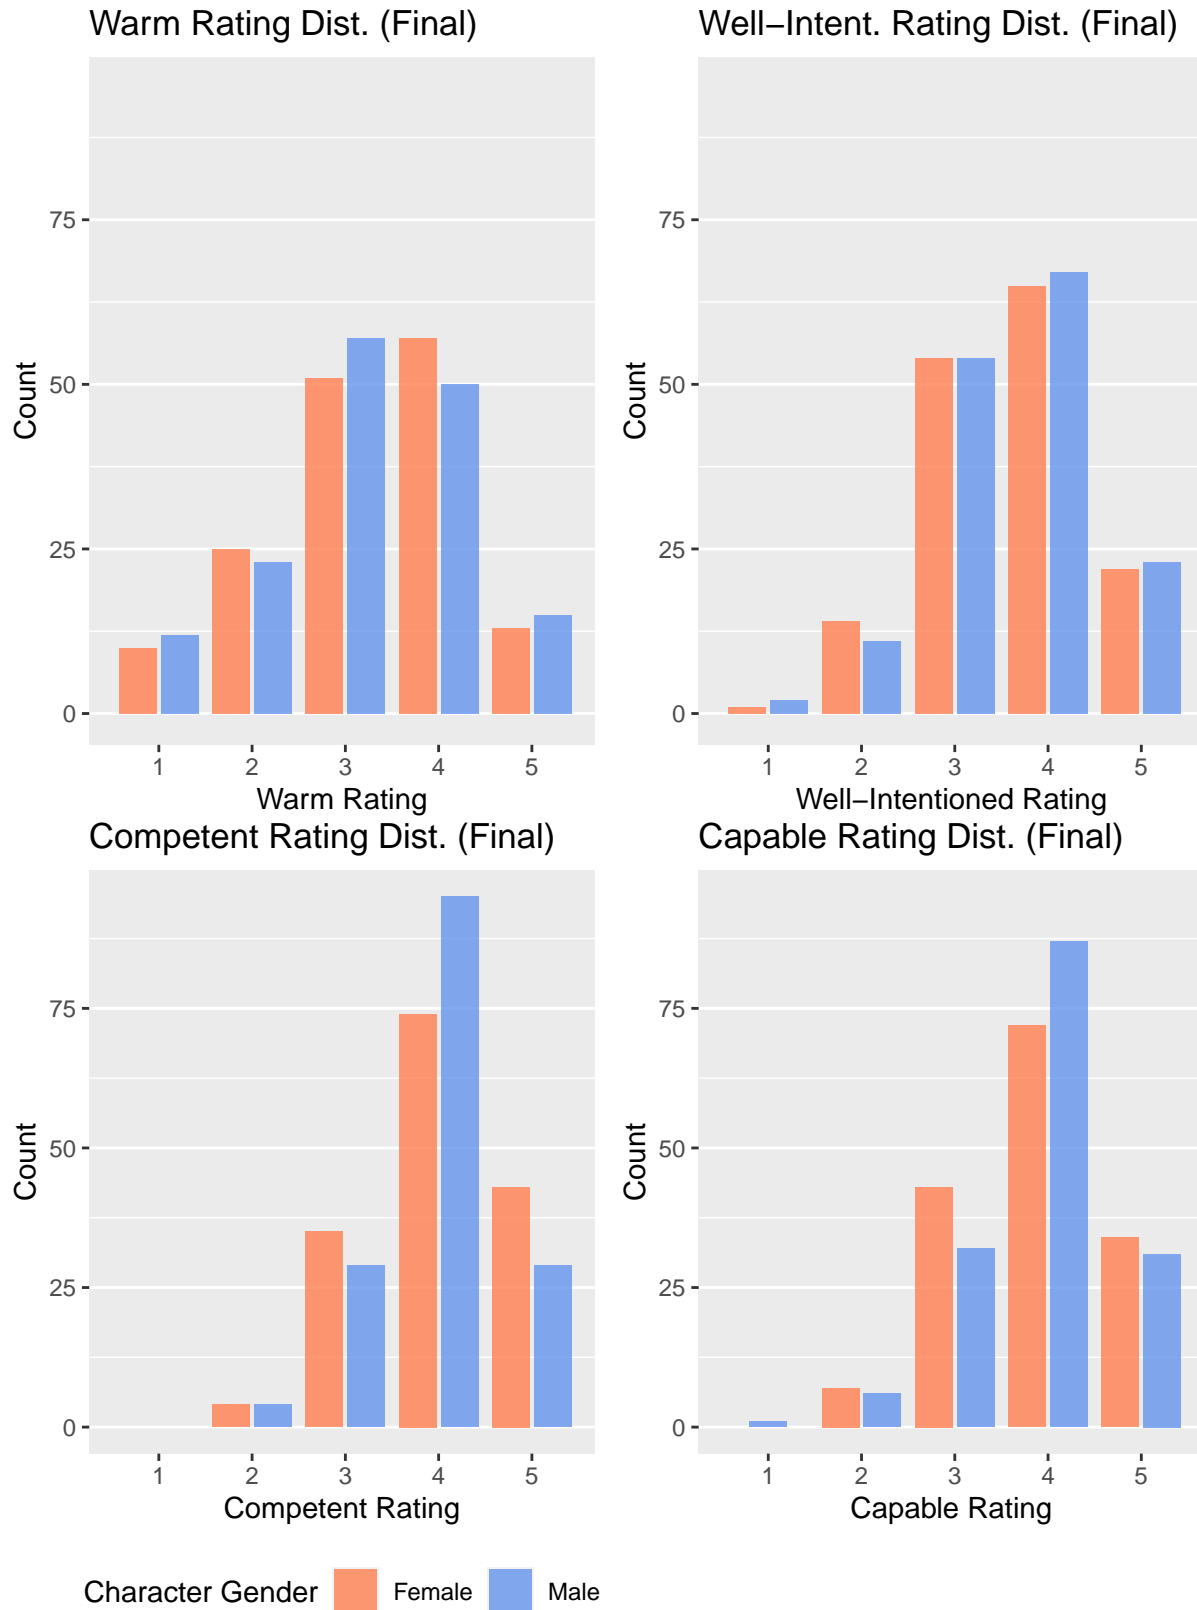 Warm Rating Dist. (Final)
Count
75
50
25
0
1 2 3 4 5
Warm Rating
Well−Intent. Rating Dist. (Final)
Count
75
50
25
0
1 2 3 4 5
Well−Intentioned Rating
Competent Rating Dist. (Final)
Count
75
50
25
0
1 2 3 4 5
Competent Rating
Capable Rating Dist. (Final)
Count
75
50
25
0
1 2 3 4 5
Capable Rating
Character Gender Female Male